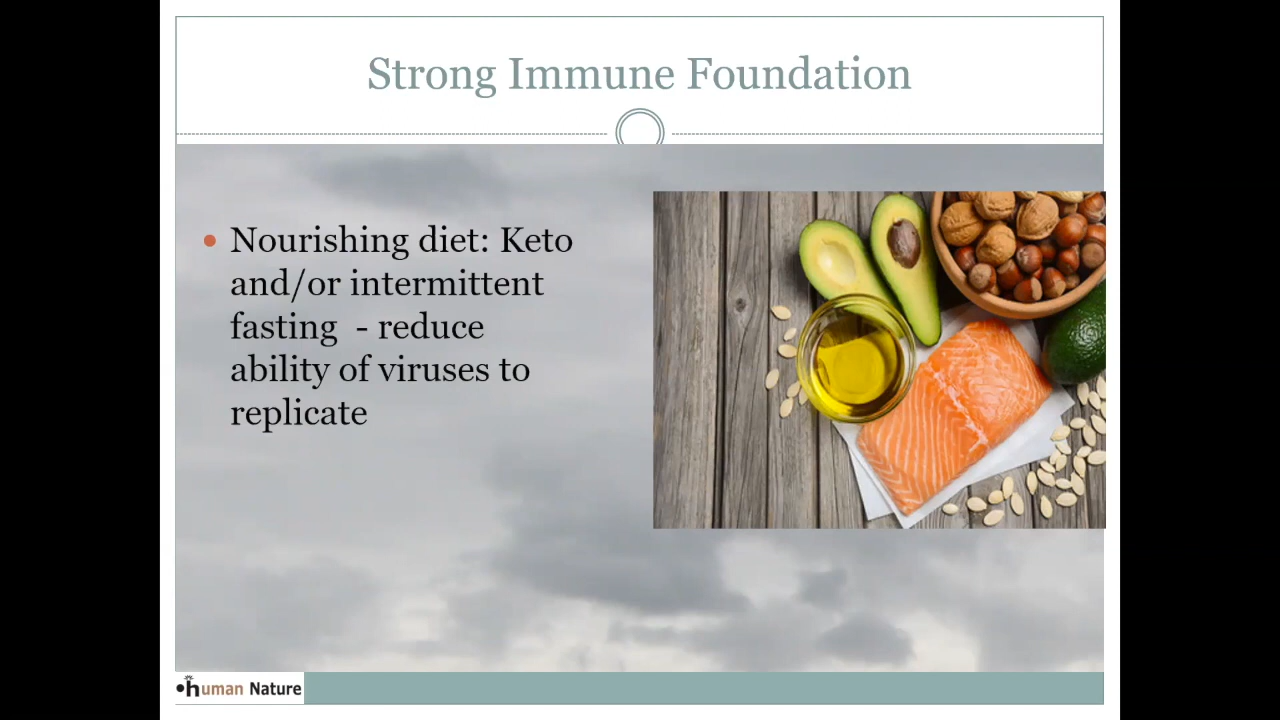 Strong Immune Foundation
• Nourishing diet: Keto
and/or intermittent
fasting - reduce
ability of viruses to
replicate
•human Nature